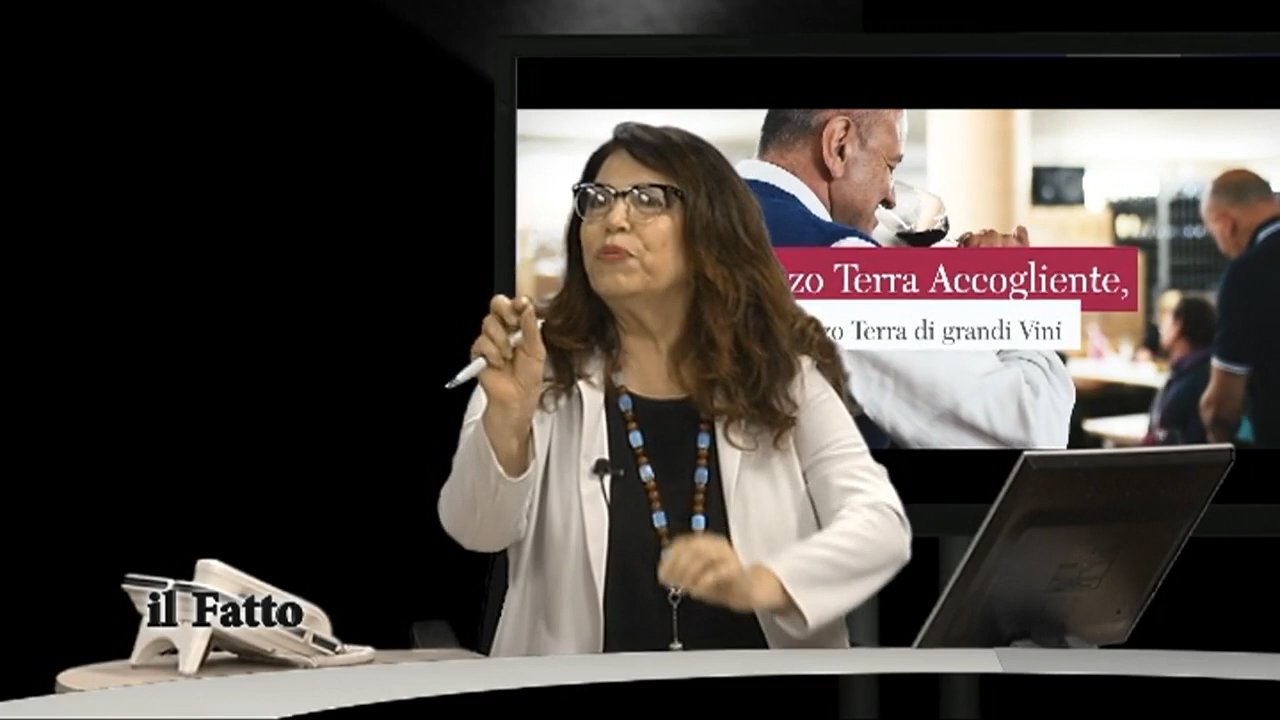 zo Terra Accogliente,
zo Terra di grandi Vini
il Fatto